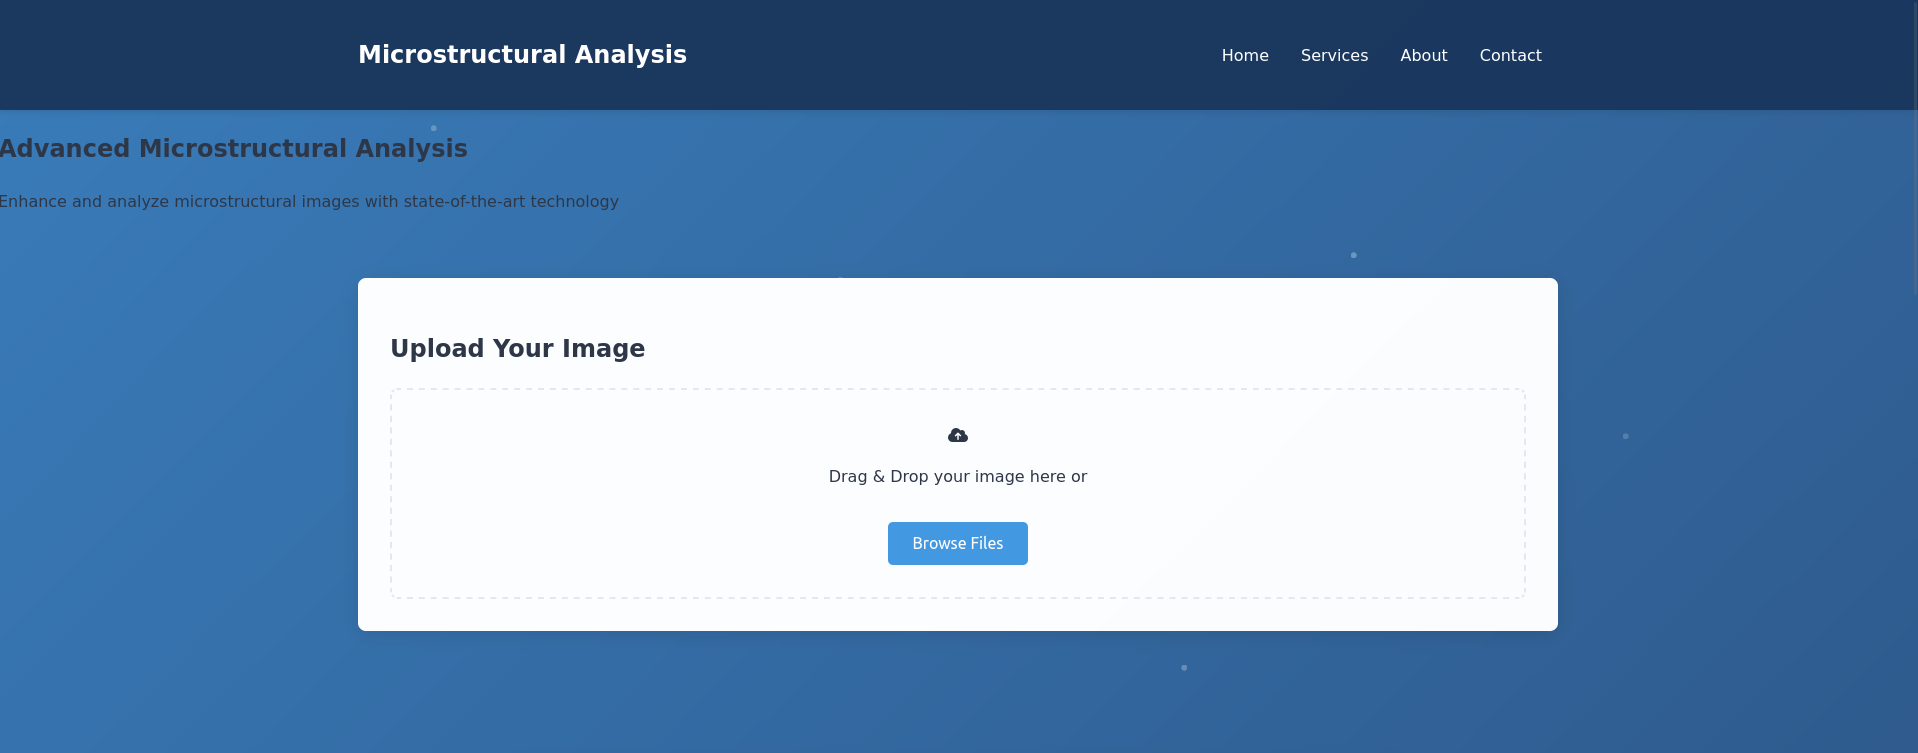 Microstructural Analysis
Home Services About Contact
Advanced Microstructural Analysis
Enhance and analyze microstructural images with state-of-the-art technology
Upload Your Image
Drag & Drop your image here or
Browse Files